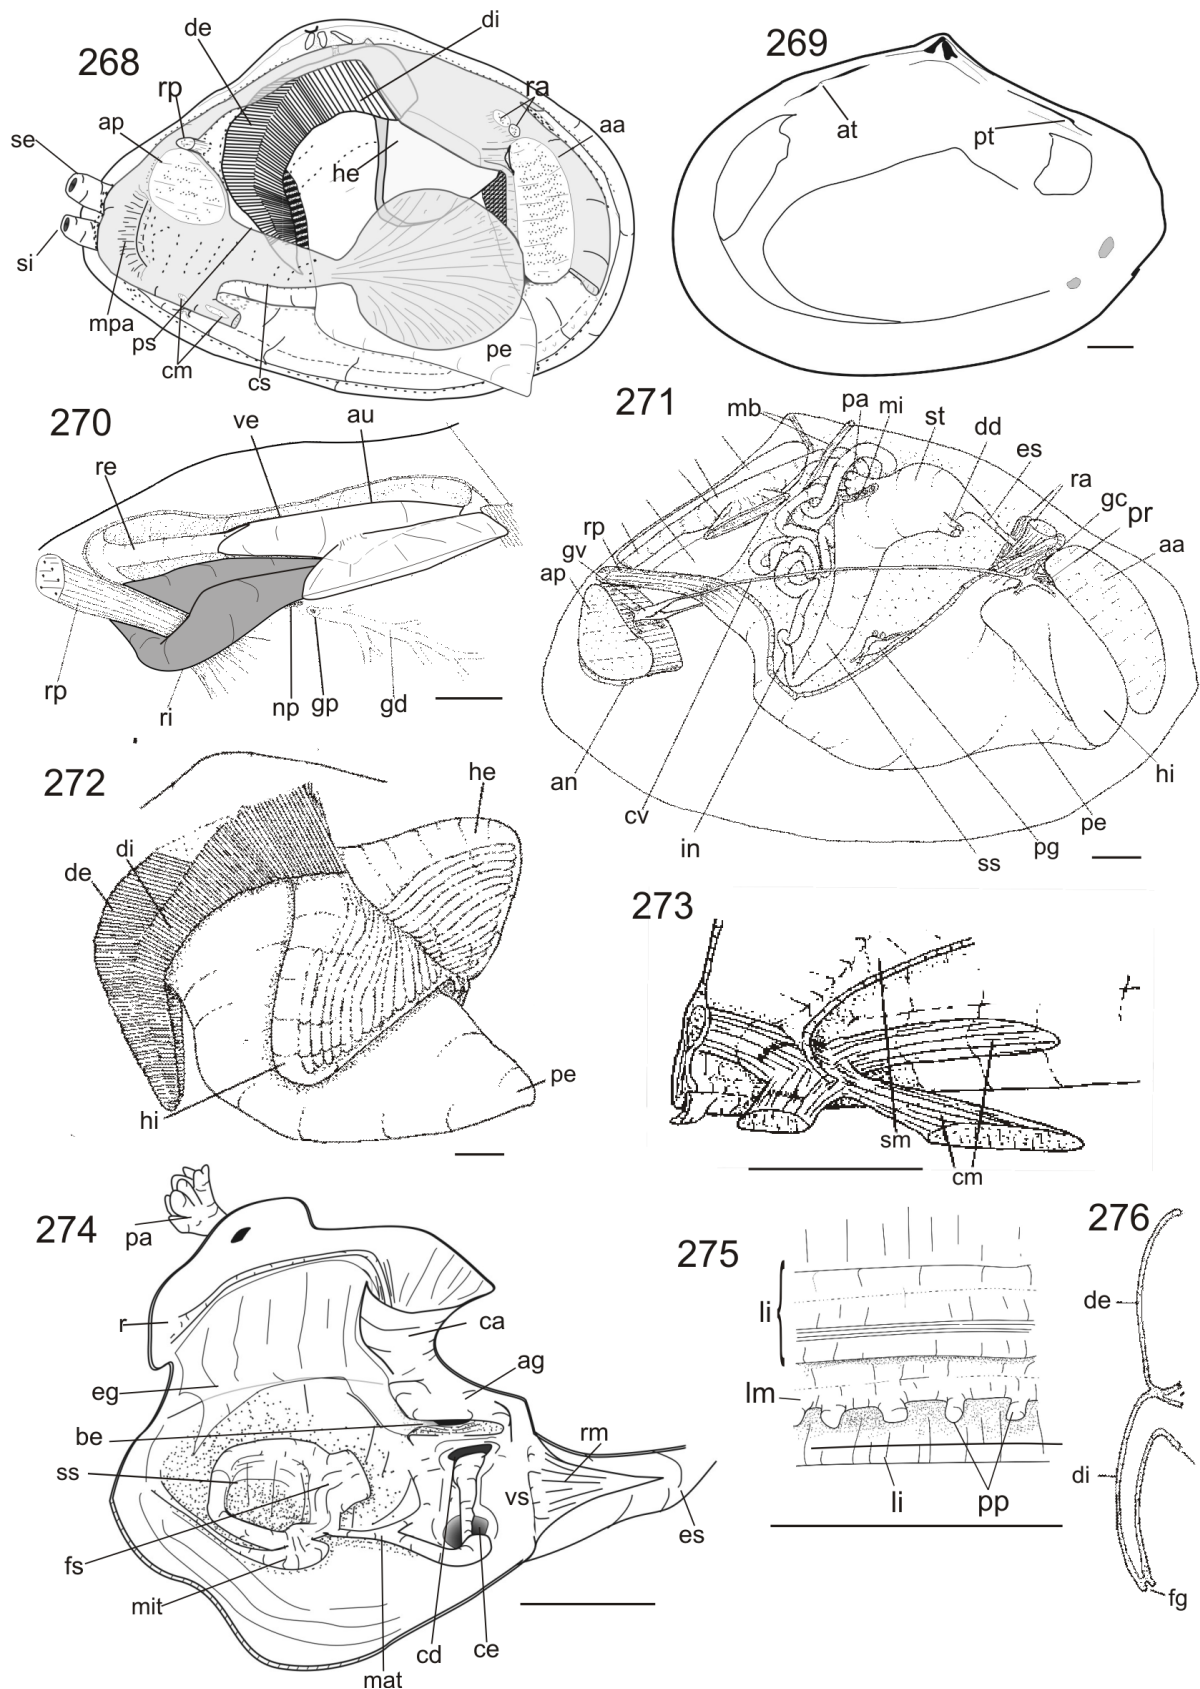 268
de
di
rp
ra
ap
aa
se
he
si
mpa
ps
cm
cs
pe
269
at
pt
270
ve
au
re
rp
ri
np
gp
gd
271
mb
pa
mi
st
dd
es
ra
gc
pr
aa
rp
gv
ap
an
cv
in
ss
pg
pe
hi
272
he
di
de
hi
pe
273
sm
cm
274
pa
r
ca
eg
ag
be
rm
ss
vs
fs
es
mit
cd
ce
mat
275
li
lm
li
pp
276
de
di
fg